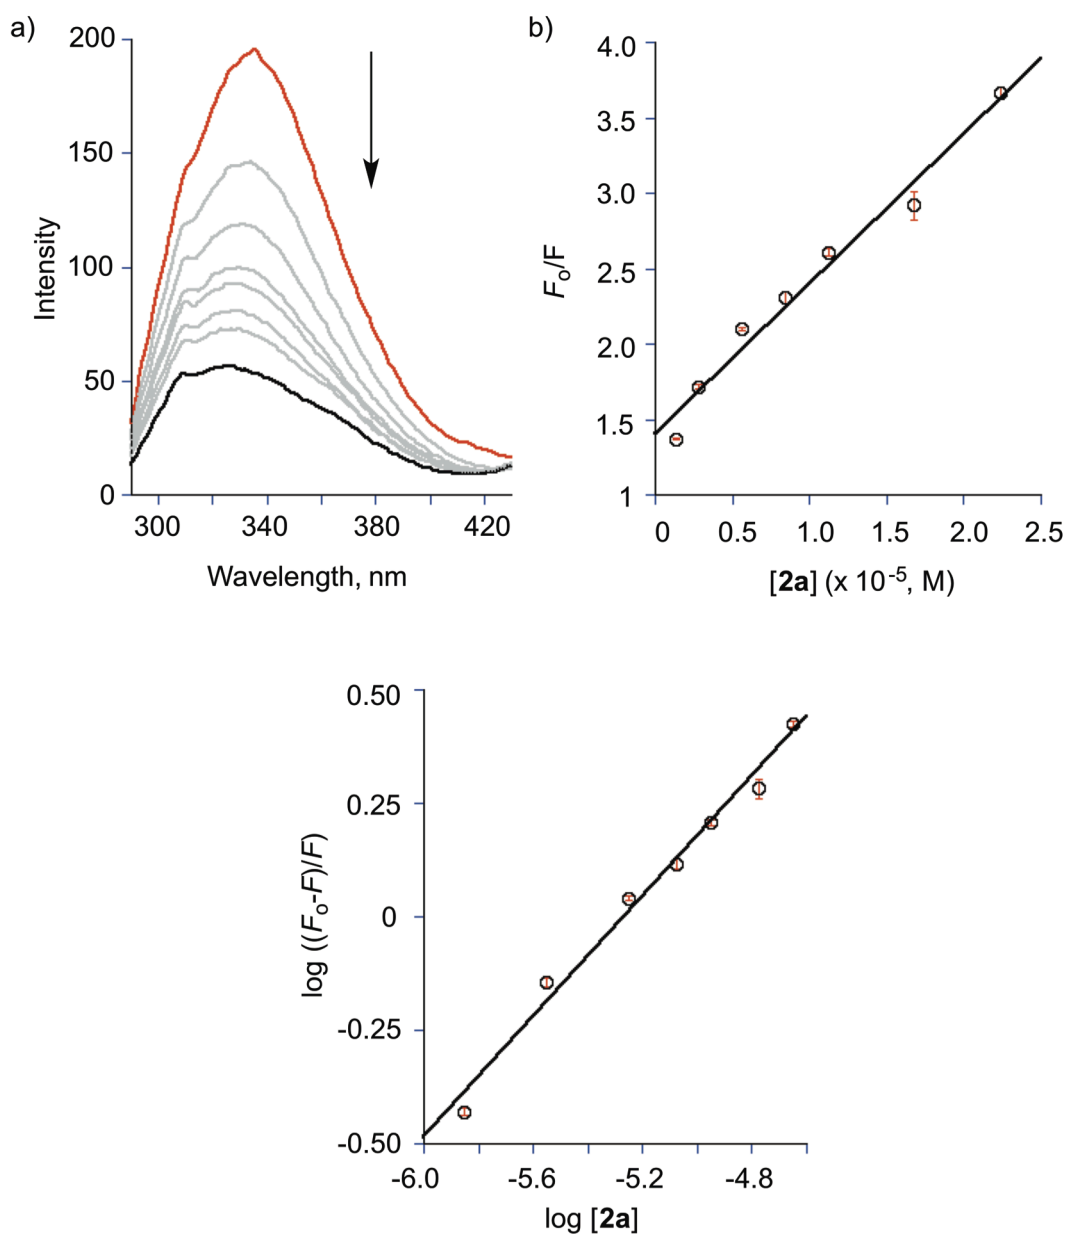 a)
200
150
100
50
0
Intensity
300 340 380 420
Wavelength, nm
b)
4.0
3.5
3.0
2.5
2.0
1.5
1
Fo/F
0 0.5 1.0 1.5 2.0 2.5
[2a] (x 10-5, M)
0.50
0.25
0
-0.25
-0.50
log ((Fo-F)/F)
-6.0 -5.6 -5.2 -4.8
log [2a]